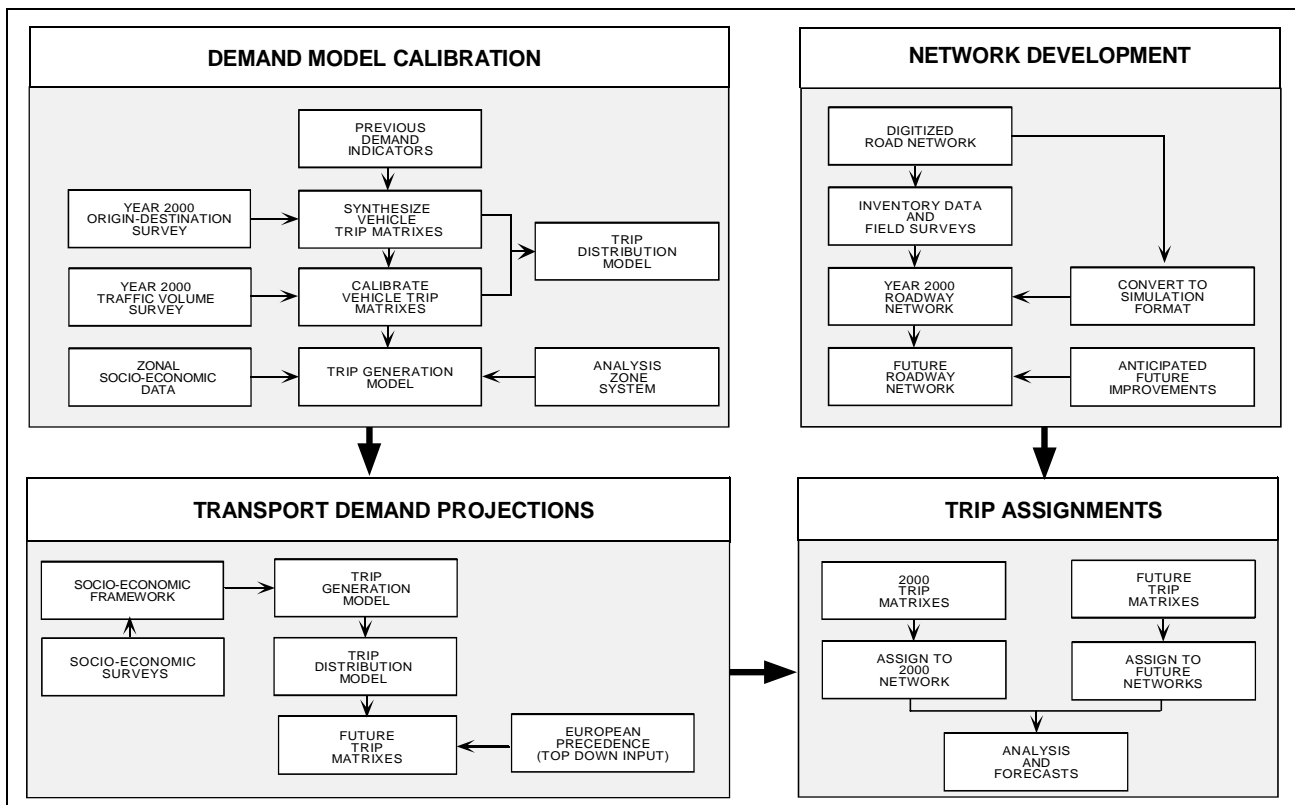 DEMAND MODEL CALIBRATION
PREVIOUS
DEMAND
INDICATORS
YEAR 2000
ORIGIN-DESTINATION
SURVEY
SYNTHESIZE
VEHICLE
TRIP MATRIXES
TRIP
DISTRIBUTION
MODEL
YEAR 2000
TRAFFIC VOLUME
SURVEY
CALIBRATE
VEHICLE TRIP
MATRIXES
ZONAL
SOCIO-ECONOMIC
DATA
TRIP GENERATION
MODEL
ANALYSIS
ZONE
SYSTEM
NETWORK DEVELOPMENT
DIGITIZED
ROAD NETWORK
INVENTORY DATA
AND
FIELD SURVEYS
YEAR 2000
ROADWAY
NETWORK
CONVERT TO
SIMULATION
FORMAT
FUTURE
ROADWAY
NETWORK
ANTICIPATED
FUTURE
IMPROVEMENTS
TRANSPORT DEMAND PROJECTIONS
SOCIO-ECONOMIC
FRAMEWORK
TRIP
GENERATION
MODEL
SOCIO-ECONOMIC
SURVEYS
TRIP
DISTRIBUTION
MODEL
FUTURE
TRIP
MATRIXES
EUROPEAN
PRECEDENCE
(TOP DOWN INPUT)
TRIP ASSIGNMENTS
2000
TRIP
MATRIXES
FUTURE
TRIP
MATRIXES
ASSIGN TO
2000
NETWORK
ASSIGN TO
FUTURE
NETWORKS
ANALYSIS
AND
FORECASTS